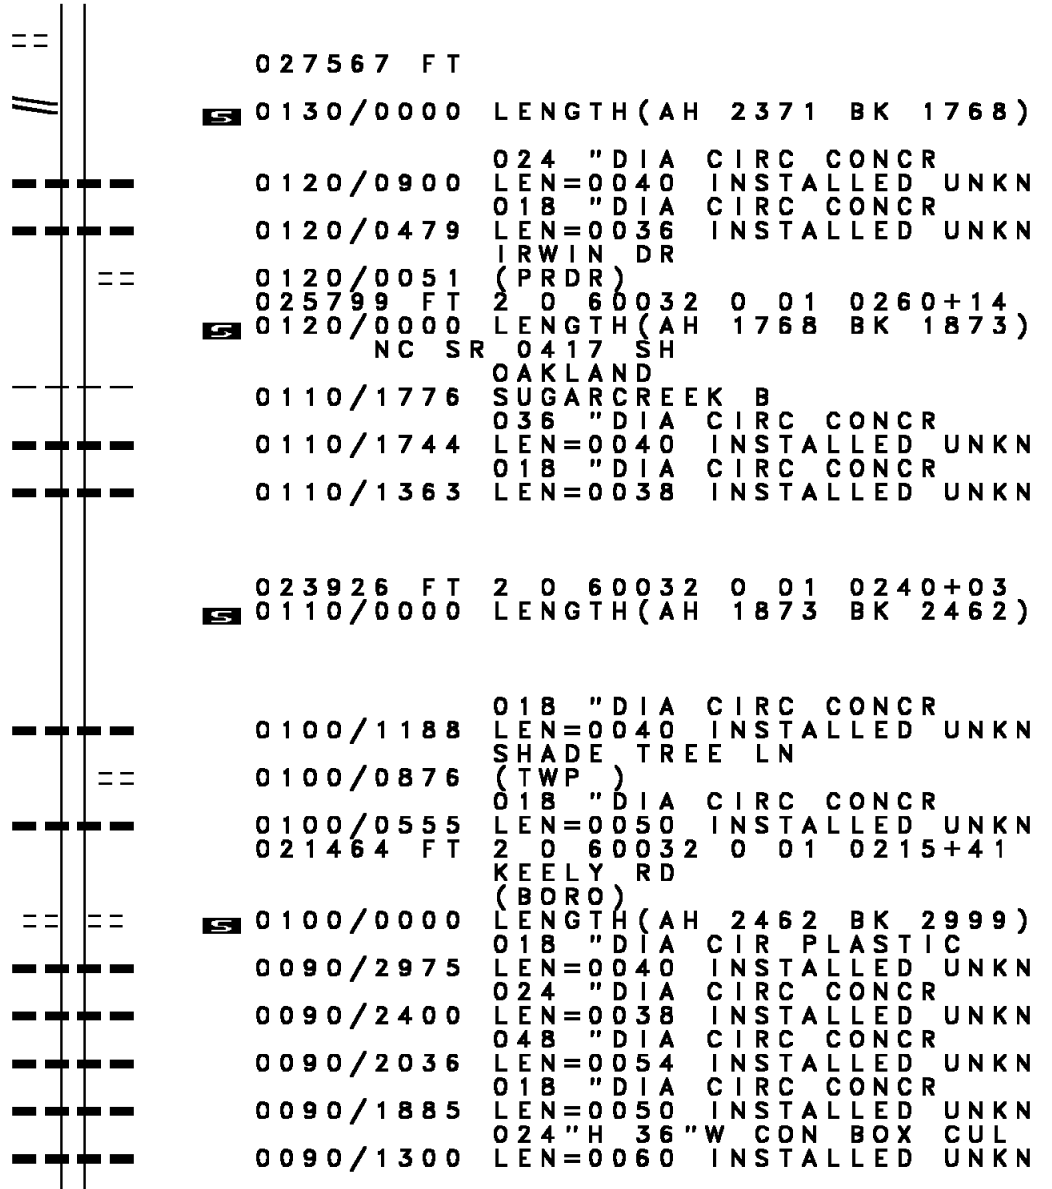 027567 FT
S 0130/0000 LENGTH(AH 2371 BK 1768)
024 "DIA CIRC CONCR
0120/0900 LEN=0040 INSTALLED UNKN
018 "DIA CIRC CONCR
0120/0479 LEN=0036 INSTALLED UNKN
IRWIN DR
0120/0051 (PRDR)
025799 FT 2 0 60032 0 01 0260+14
S 0120/0000 LENGTH(AH 1768 BK 1873)
NC SR 0417 SH
OAKLAND
0110/1776 SUGARCREEK B
036 "DIA CIRC CONCR
0110/1744 LEN=0040 INSTALLED UNKN
018 "DIA CIRC CONCR
0110/1363 LEN=0038 INSTALLED UNKN
023926 FT 2 0 60032 0 01 0240+03
S 0110/0000 LENGTH(AH 1873 BK 2462)
018 "DIA CIRC CONCR
0100/1188 LEN=0040 INSTALLED UNKN
SHADE TREE LN
0100/0876 (TWP )
018 "DIA CIRC CONCR
0100/0555 LEN=0050 INSTALLED UNKN
021464 FT 2 0 60032 0 01 0215+41
KEELY RD
(BORO)
S 0100/0000 LENGTH(AH 2462 BK 2999)
018 "DIA CIR PLASTIC
0090/2975 LEN=0040 INSTALLED UNKN
024 "DIA CIRC CONCR
0090/2400 LEN=0038 INSTALLED UNKN
048 "DIA CIRC CONCR
0090/2036 LEN=0054 INSTALLED UNKN
018 "DIA CIRC CONCR
0090/1885 LEN=0050 INSTALLED UNKN
024"H 36"W CON BOX CUL
0090/1300 LEN=0060 INSTALLED UNKN